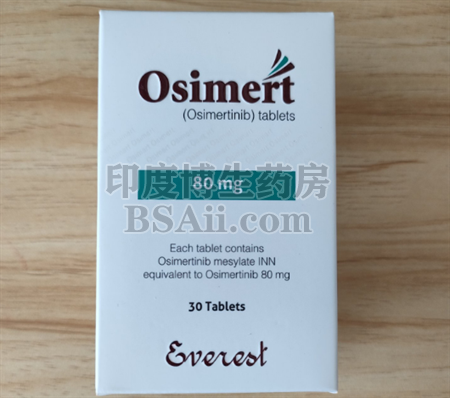 Osimert
(Osimertinib) tablets
80 mg
印度博生药房
BSAii.com
Each tablet contains
Osimertinib mesylate INN
equivalent to Osimertinib 80 mg
30 Tablets
Everest